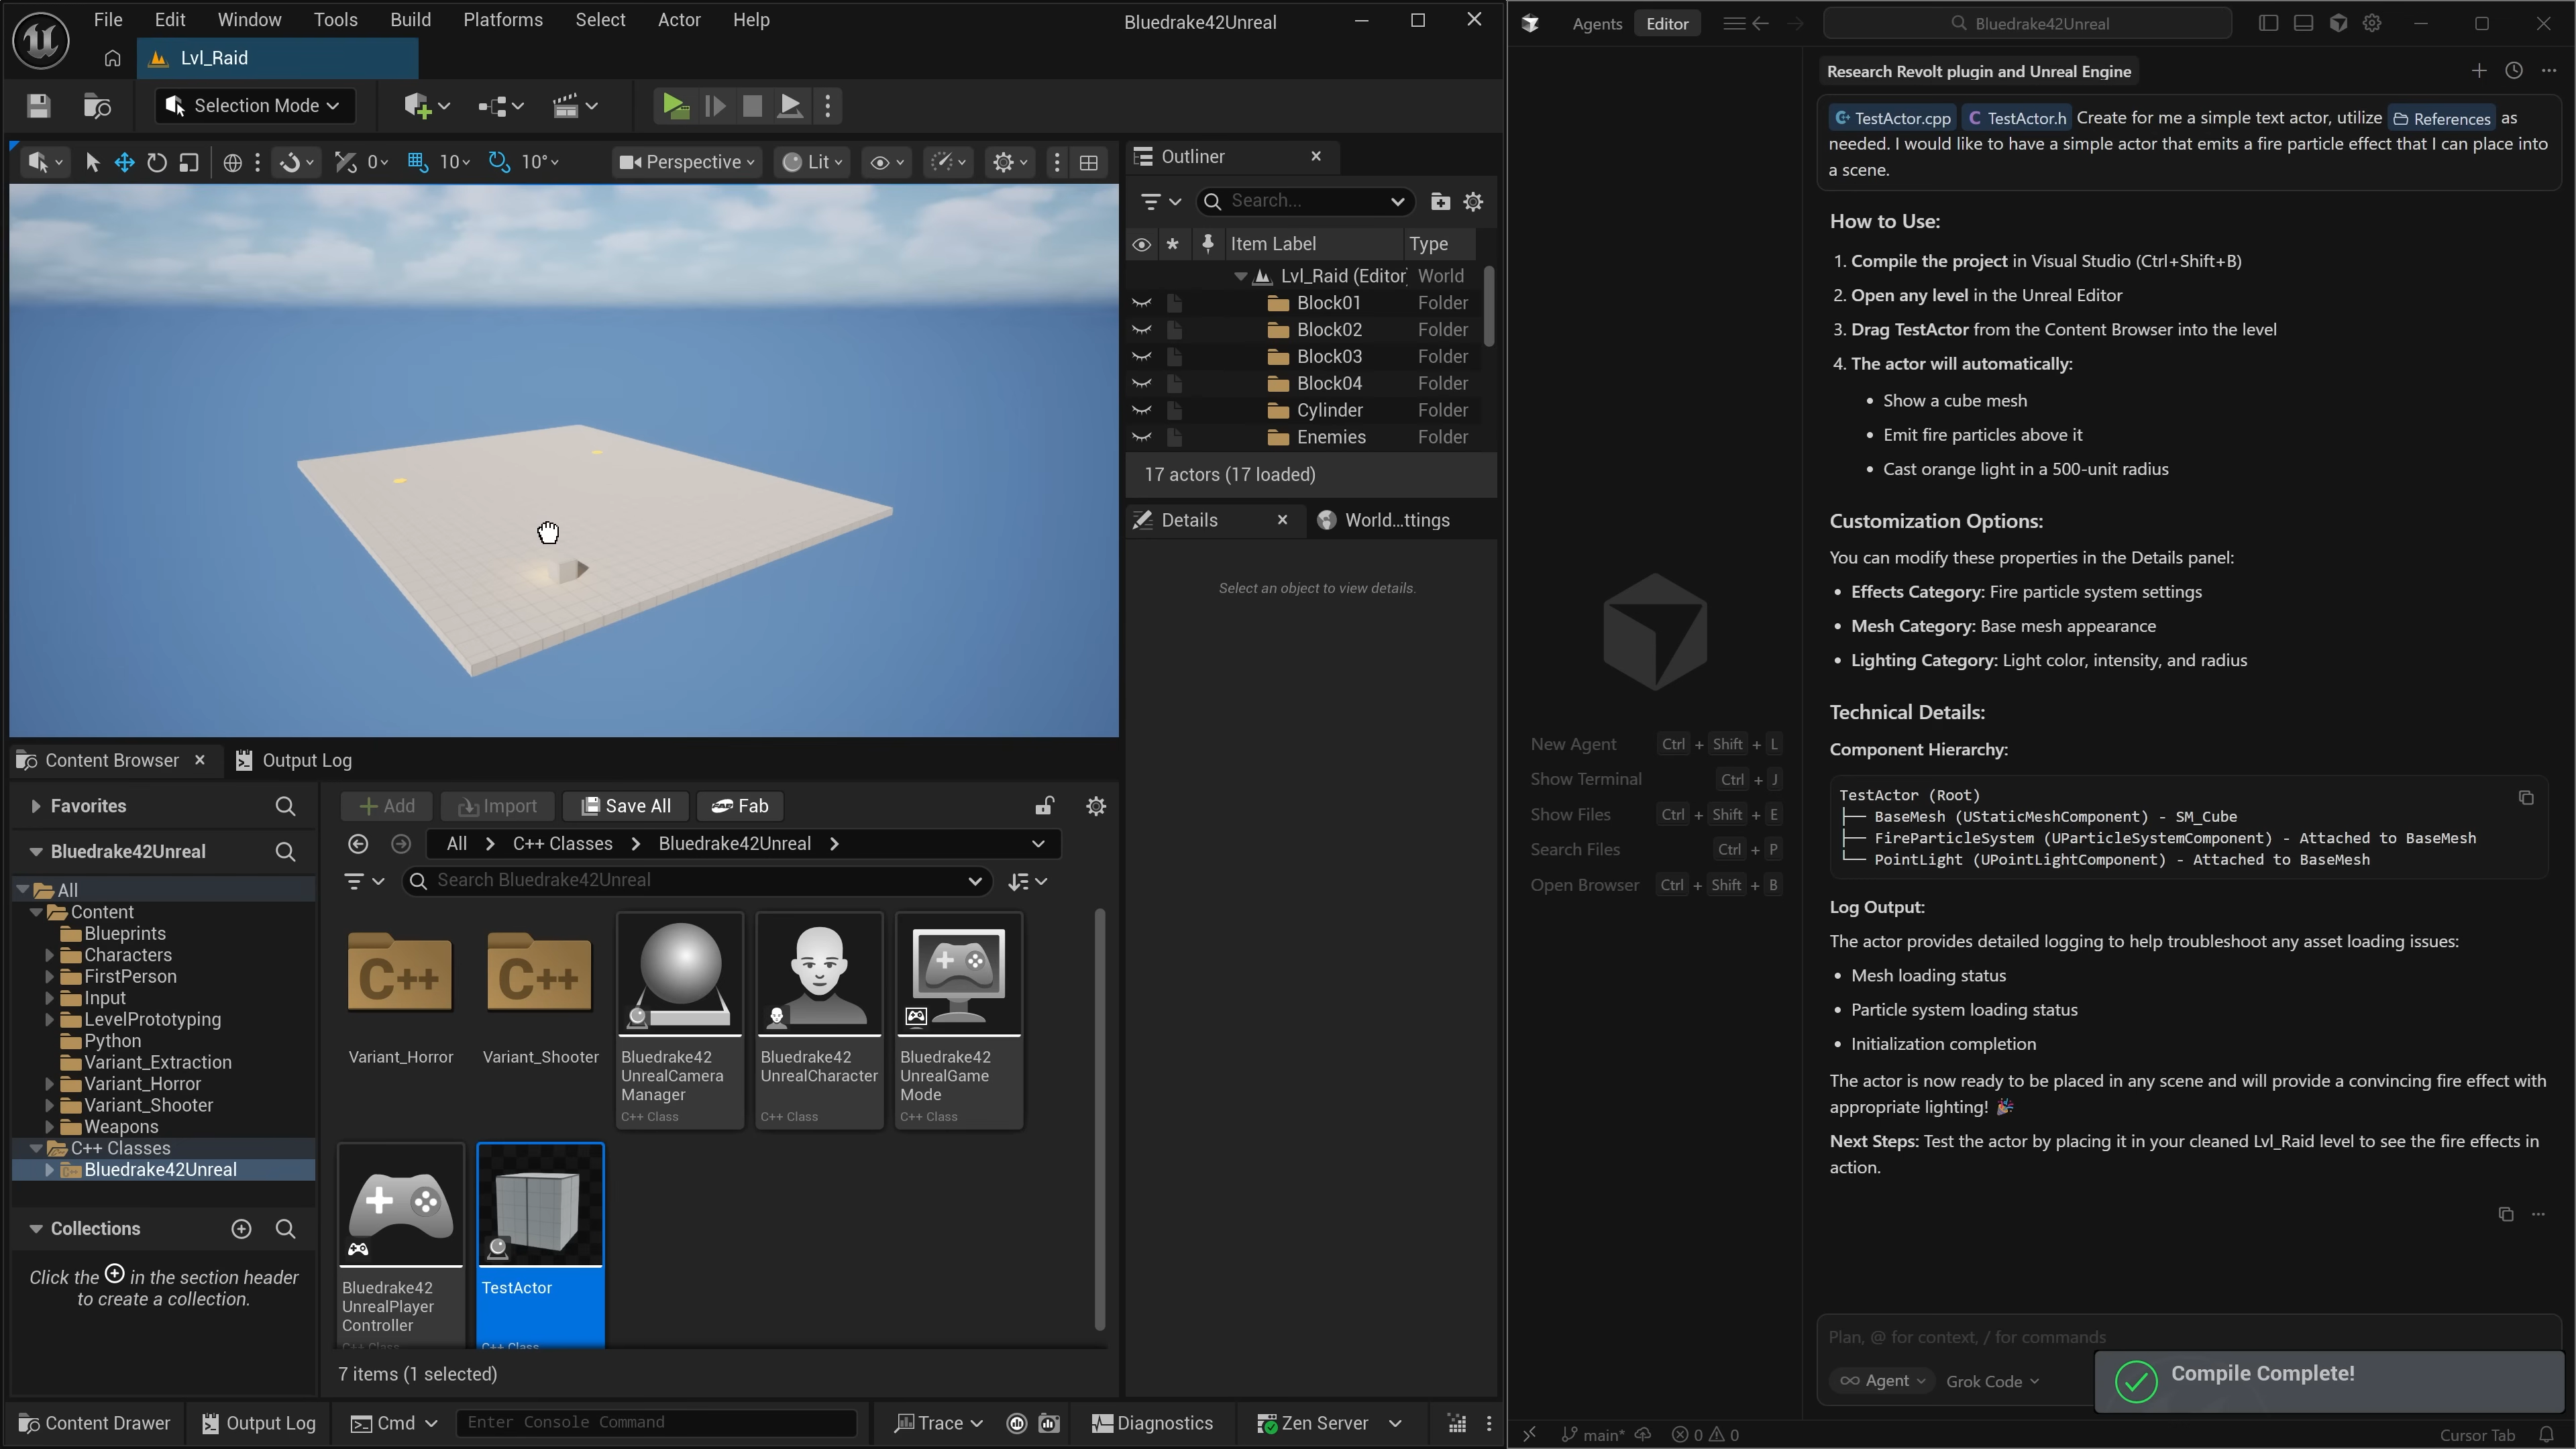 File Edit Window Tools Build Platforms Select Actor Help
Bluedrake42Unreal
Lvl_Raid
Selection Mode
0 10 10° Perspective Lit
Outliner
Search...
Item Label Type
Lvl_Raid (Editor) World
Block01 Folder
Block02 Folder
Block03 Folder
Block04 Folder
Cylinder Folder
Enemies Folder
17 actors (17 loaded)
Details World...ttings
Select an object to view details.
Content Browser Output Log
Favorites
Bluedrake42Unreal
All
Content
Blueprints
Characters
FirstPerson
Input
LevelPrototyping
Python
Variant_Extraction
Variant_Horror
Variant_Shooter
Weapons
C++ Classes
Bluedrake42Unreal
Collections
Click the in the section header
to create a collection.
Add Import Save All Fab
All > C++ Classes > Bluedrake42Unreal >
Search Bluedrake42Unreal
C++ C++
Variant_Horror Variant_Shooter
Bluedrake42
UnrealCamera
Manager
C++ Class
Bluedrake42
UnrealCharacter
C++ Class
Bluedrake42
UnrealGame
Mode
C++ Class
Bluedrake42
UnrealPlayer
Controller
C++ Class
TestActor
C++ Class
7 items (1 selected)
Content Drawer Output Log Cmd Enter Console Command Trace Diagnostics Zen Server
Agents Editor Bluedrake42Unreal
New Agent Ctrl + Shift + L
Show Terminal Ctrl + J
Show Files Ctrl + Shift + E
Search Files Ctrl + P
Open Browser Ctrl + Shift + B
Research Revolt plugin and Unreal Engine
TestActor.cpp TestActor.h Create for me a simple text actor, utilize References as
needed. I would like to have a simple actor that emits a fire particle effect that I can place into
a scene.
How to Use:
1. Compile the project in Visual Studio (Ctrl+Shift+B)
2. Open any level in the Unreal Editor
3. Drag TestActor from the Content Browser into the level
4. The actor will automatically:
• Show a cube mesh
• Emit fire particles above it
• Cast orange light in a 500-unit radius
Customization Options:
You can modify these properties in the Details panel:
• Effects Category: Fire particle system settings
• Mesh Category: Base mesh appearance
• Lighting Category: Light color, intensity, and radius
Technical Details:
Component Hierarchy:
TestActor (Root)
├── BaseMesh (UStaticMeshComponent) - SM_Cube
├── FireParticleSystem (UParticleSystemComponent) - Attached to BaseMesh
└── PointLight (UPointLightComponent) - Attached to BaseMesh
Log Output:
The actor provides detailed logging to help troubleshoot any asset loading issues:
• Mesh loading status
• Particle system loading status
• Initialization completion
The actor is now ready to be placed in any scene and will provide a convincing fire effect with
appropriate lighting! 🎉
Next Steps: Test the actor by placing it in your cleaned Lvl_Raid level to see the fire effects in
action.
Plan, @ for context, / for commands
Agent Grok Code
Compile Complete!
main* 0 0
Cursor Tab